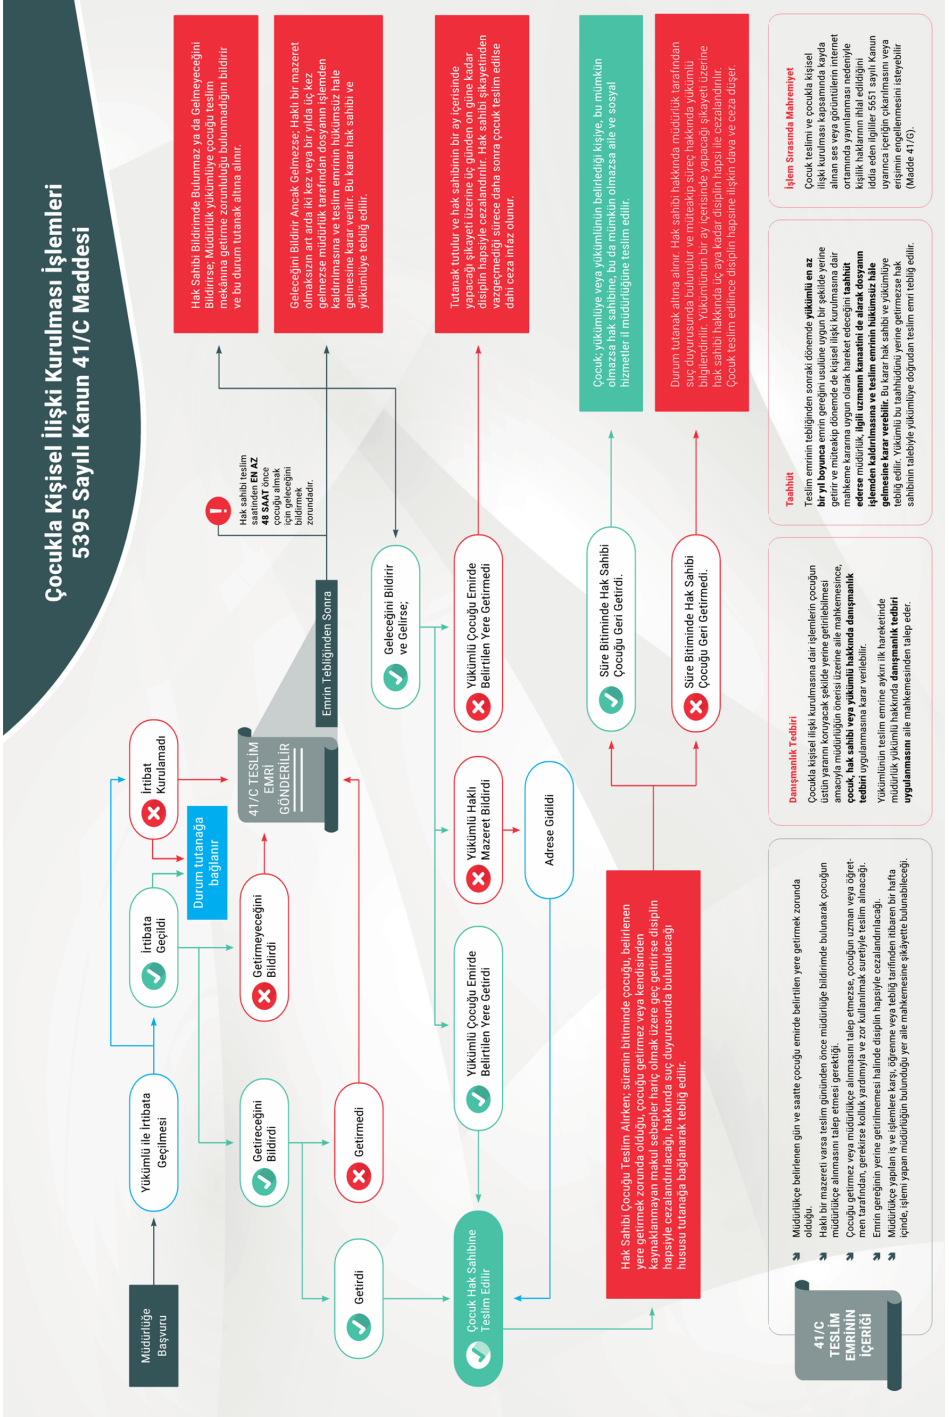 Çocukla Kişisel İlişki Kurulması İşlemleri
5395 Sayılı Kanun 41/C Maddesi
Müdürlüğe
Başvuru
Yükümlü ile İrtibata
Geçilmesi
İrtibata
Geçildi
İrtibat
Kurulamadı
Durum tutanağa
bağlanır
Getireceğini
Bildirdi
Getirmeyeceğini
Bildirdi
41/C TESLİM
EMRİ
GÖNDERİLİR
Emrin Tebliğinden Sonra
Hak sahibi teslim
saatinden EN AZ
48 SAAT önce
çocuğu almak
için geleceğini
bildirmek
zorundadır.
Hak Sahibi Bildirimde Bulunmaz ya da Gelmeyeceğini
Bildirirse; Müdürlük yükümlüye çocuğu teslim
mekânına getirme zorunluluğu bulunmadığını bildirir
ve bu durum tutanak altına alınır.
Geleceğini Bildirir Ancak Gelmezse; Haklı bir mazeret
olmaksızın art arda iki kez veya bir yılda üç kez
gelmezse müdürlük tarafından dosyanın işlemden
kaldırılmasına ve teslim emrinin hükümsüz hale
gelmesine karar verilir. Bu karar hak sahibi ve
yükümlüye tebliğ edilir.
Getirdi
Getirmedi
Geleceğini Bildirir
ve Gelirse;
Çocuk Hak Sahibine
Teslim Edilir
Yükümlü Çocuğu Emirde
Belirtilen Yere Getirdi
Yükümlü Haklı
Mazeret Bildirdi
Yükümlü Çocuğu Emirde
Belirtilen Yere Getirmedi
Adrese Gidildi
Tutanak tutulur ve hak sahibinin bir ay içerisinde
yapacağı şikayeti üzerine üç günden on güne kadar
disiplin hapsiyle cezalandırılır. Hak sahibi şikayetinden
vazgeçmediği sürece daha sonra çocuk teslim edilse
dahi ceza infaz olunur.
Hak Sahibi Çocuğu Teslim Alırken; sürenin bitiminde çocuğu, belirlenen
yere getirmek zorunda olduğu, çocuğu getirmez veya kendisinden
kaynaklanmayan makul sebepler hariç olmak üzere geç getirirse disiplin
hapsiyle cezalandırılacağı, hakkında suç duyurusunda bulunulacağı
hususu tutanağa bağlanarak tebliğ edilir.
Süre Bitiminde Hak Sahibi
Çocuğu Geri Getirdi.
Süre Bitiminde Hak Sahibi
Çocuğu Geri Getirmedi.
Çocuk; yükümlüye veya yükümlünün belirlediği kişiye, bu mümkün
olmazsa hak sahibine, bu da mümkün olmazsa aile ve sosyal
hizmetler il müdürlüğüne teslim edilir.
Durum tutanak altına alınır. Hak sahibi hakkında müdürlük tarafından
suç duyurusunda bulunulur ve müteakip süreç hakkında yükümlü
bilgilendirilir. Yükümlünün bir ay içerisinde yapacağı şikayeti üzerine
hak sahibi hakkında üç aya kadar disiplin hapsi ile cezalandırılır.
Çocuk teslim edilince disiplin hapsine ilişkin dava ve ceza düşer.
41/C
TESLİM
EMRİNİN
İÇERİĞİ
Müdürlükçe belirlenen gün ve saatte çocuğu emirde belirtilen yere getirmek zorunda
olduğu.
Haklı bir mazereti varsa teslim gününden önce müdürlüğe bildirimde bulunarak çocuğun
müdürlükçe alınmasını talep etmesi gerektiği.
Çocuğu getirmez veya müdürlükçe alınmasını talep etmezse, çocuğun uzman veya öğret-
men tarafından, gerekirse kolluk yardımıyla ve zor kullanılmak suretiyle teslim alınacağı.
Emrin gereğinin yerine getirilmemesi halinde disiplin hapsiyle cezalandırılacağı.
Müdürlükçe yapılan iş ve işlemlere karşı, öğrenme veya tebliğ tarifinden itibaren bir hafta
içinde, işlemi yapan müdürlüğün bulunduğu yer aile mahkemesine şikâyette bulunabileceği.
Danışmanlık Tedbiri
Çocukla kişisel ilişki kurulmasına dair işlemlerin çocuğun
üstün yararını koruyacak şekilde yerine getirilebilmesi
amacıyla müdürlüğün önerisi üzerine aile mahkemesince,
çocuk, hak sahibi veya yükümlü hakkında danışmanlık
tedbiri uygulanmasına karar verilebilir.
Yükümlünün teslim emrine aykırı ilk hareketinde
müdürlük yükümlü hakkında danışmanlık tedbiri
uygulanmasını aile mahkemesinden talep eder.
Taahhüt
Teslim emrinin tebliğinden sonraki dönemde yükümlü en az
bir yıl boyunca emrin gereğini usulüne uygun bir şekilde yerine
getirir ve müteakip dönemde de kişisel ilişki kurulmasına dair
mahkeme kararına uygun olarak hareket edeceğini taahhüt
ederse müdürlük, ilgili uzmanın kanaatini de alarak dosyanın
işlemden kaldırılmasına ve teslim emrinin hükümsüz hâle
gelmesine karar verebilir. Bu karar hak sahibi ve yükümlüye
tebliğ edilir. Yükümlü bu taahhüdünü yerine getirmezse hak
sahibinin talebiyle yükümlüye doğrudan teslim emri tebliğ edilir.
İşlem Sırasında Mahremiyet
Çocuk teslimi ve çocukla kişisel
ilişki kurulması kapsamında kayda
alınan ses veya görüntülerin internet
ortamında yayınlanması nedeniyle
kişilik haklarının ihlal edildiğini
iddia eden ilgililer 5651 sayılı Kanun
uyarınca içeriğin çıkarılmasını veya
erişimin engellenmesini isteyebilir
(Madde 41/G).